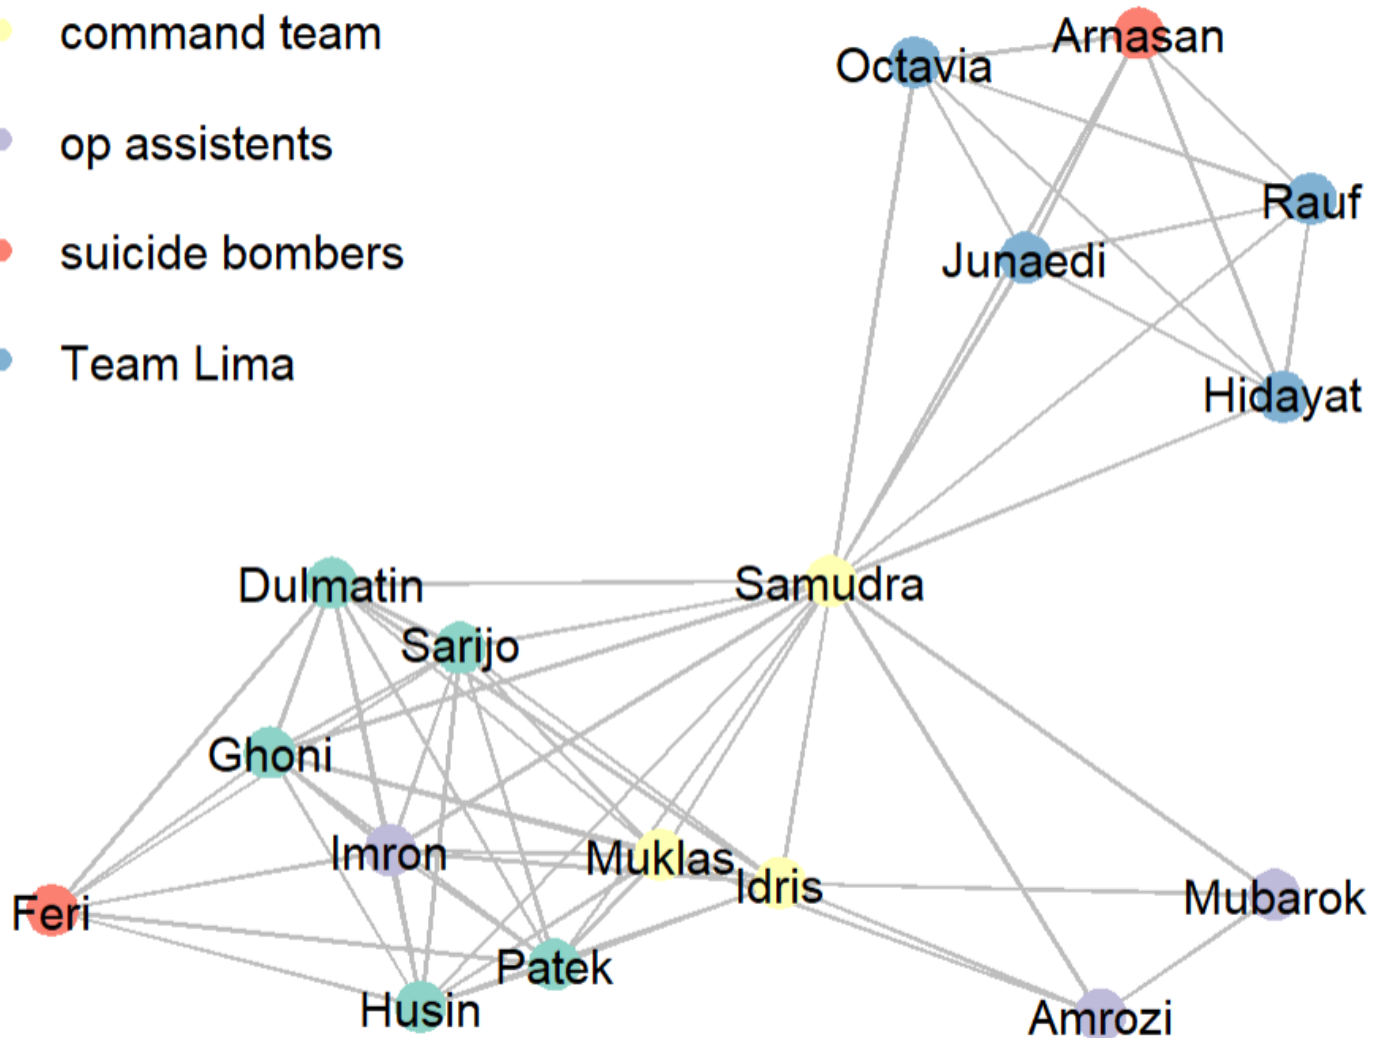 command team
op assistents
suicide bombers
Team Lima
Arnasan
Octavia
Rauf
Junaedi
Hidayat
Dulmatin
Samudra
Sarijo
Ghoni
Imron
Muklas
Idris
Feri
Mubarok
Patek
Husin
Amrozi